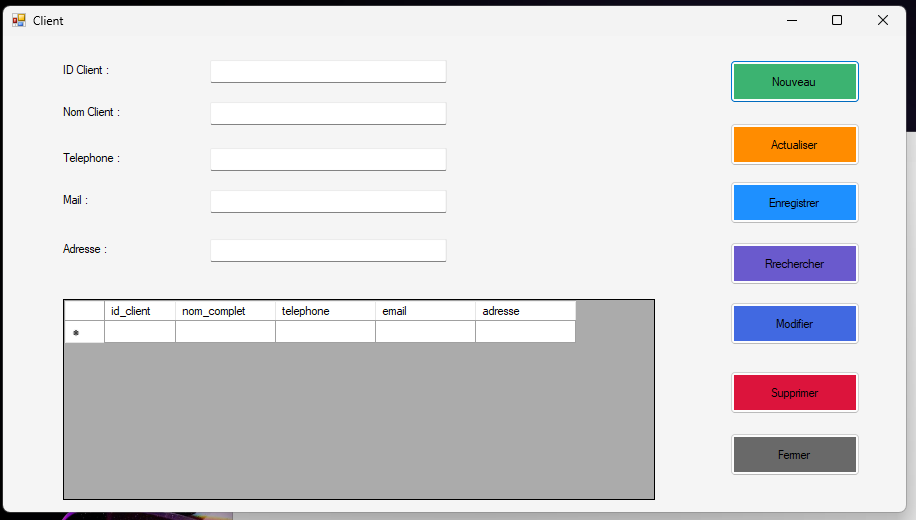 Client
ID Client :
Nom Client :
Telephone :
Mail :
Adresse :
id_client nom_complet telephone email adresse
Nouveau
Actualiser
Enregistrer
Rrechercher
Modifier
Supprimer
Fermer